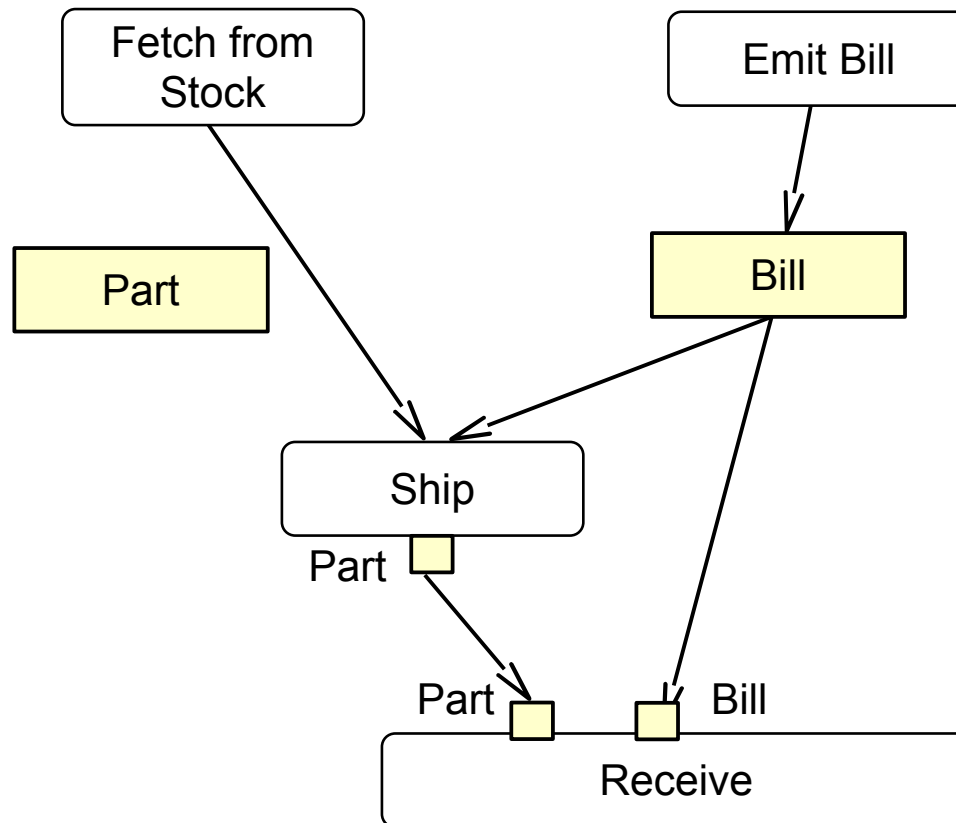 Fetch from
Stock
Emit Bill
Part
Bill
Ship
Part
Part
Bill
Receive